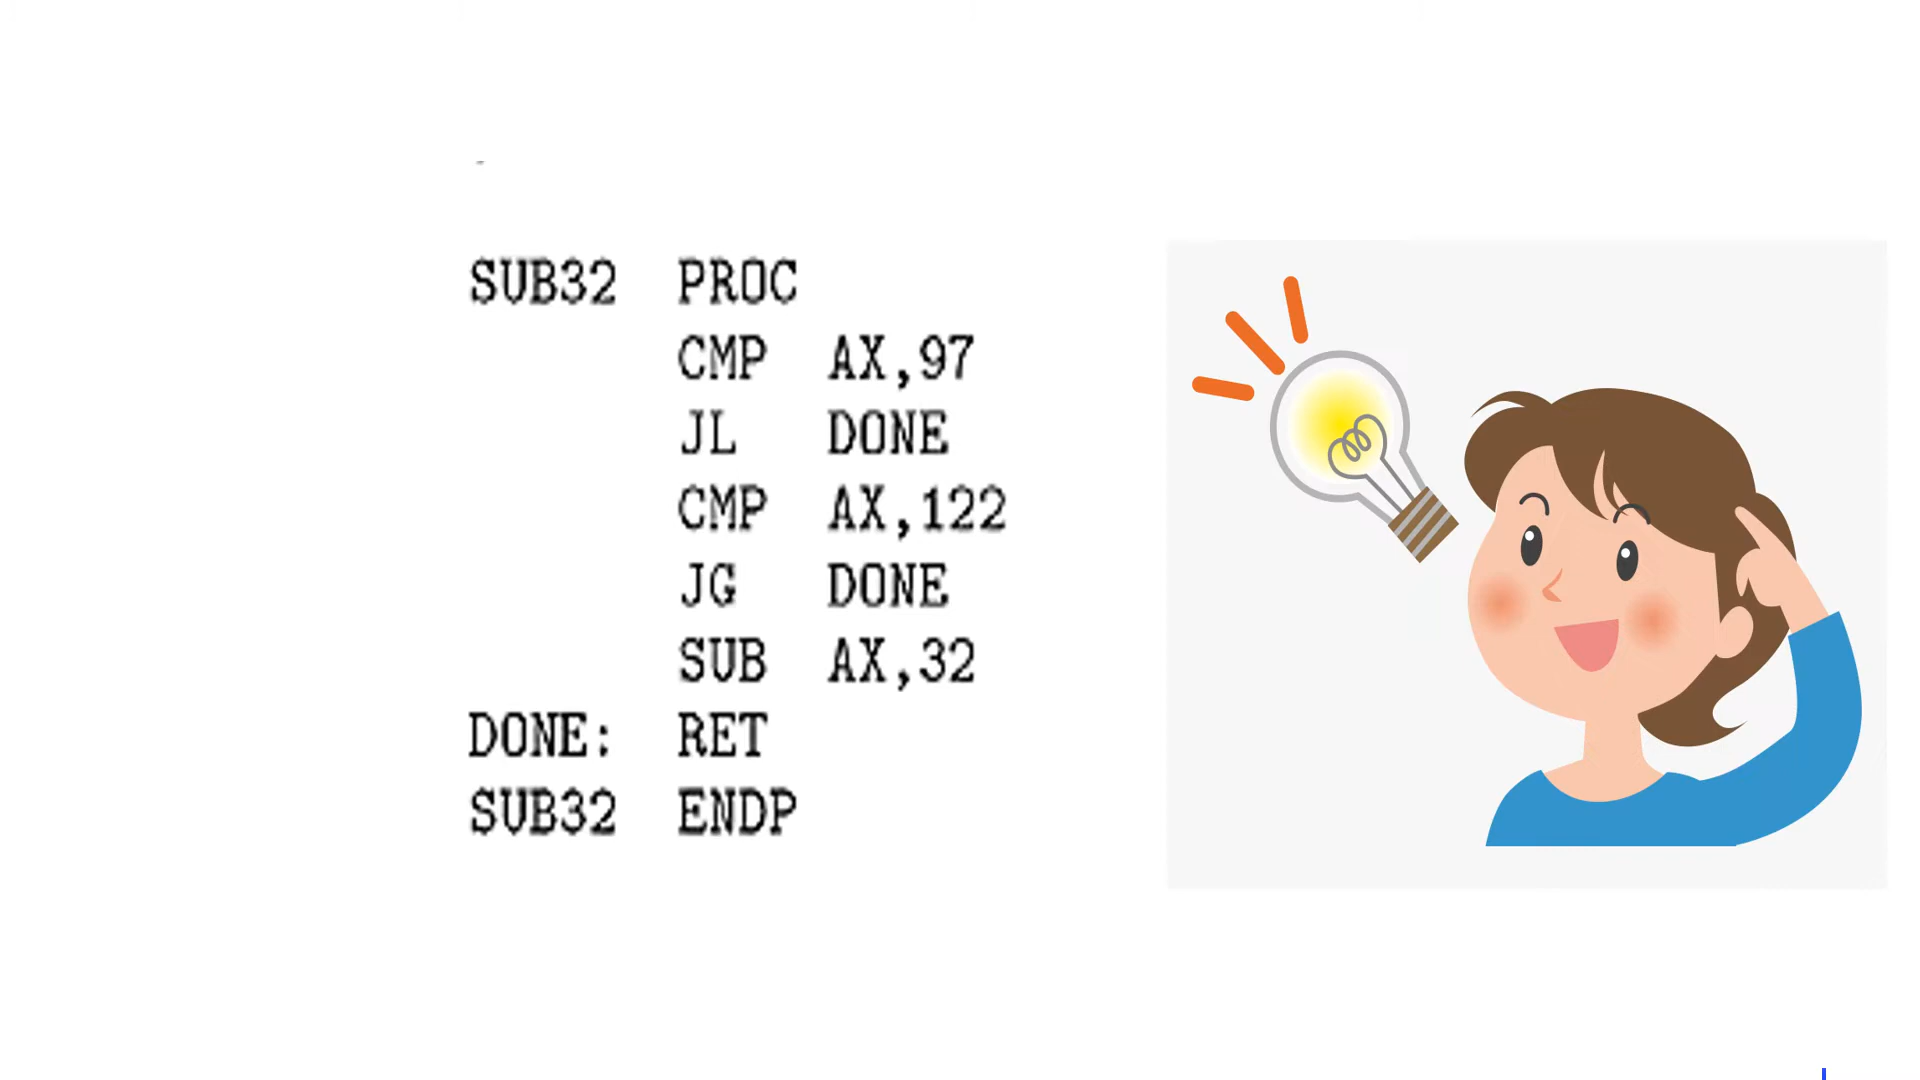 SUB32 PROC
CMP AX,97
JL DONE
CMP AX,122
JG DONE
SUB AX,32
DONE: RET
SUB32 ENDP